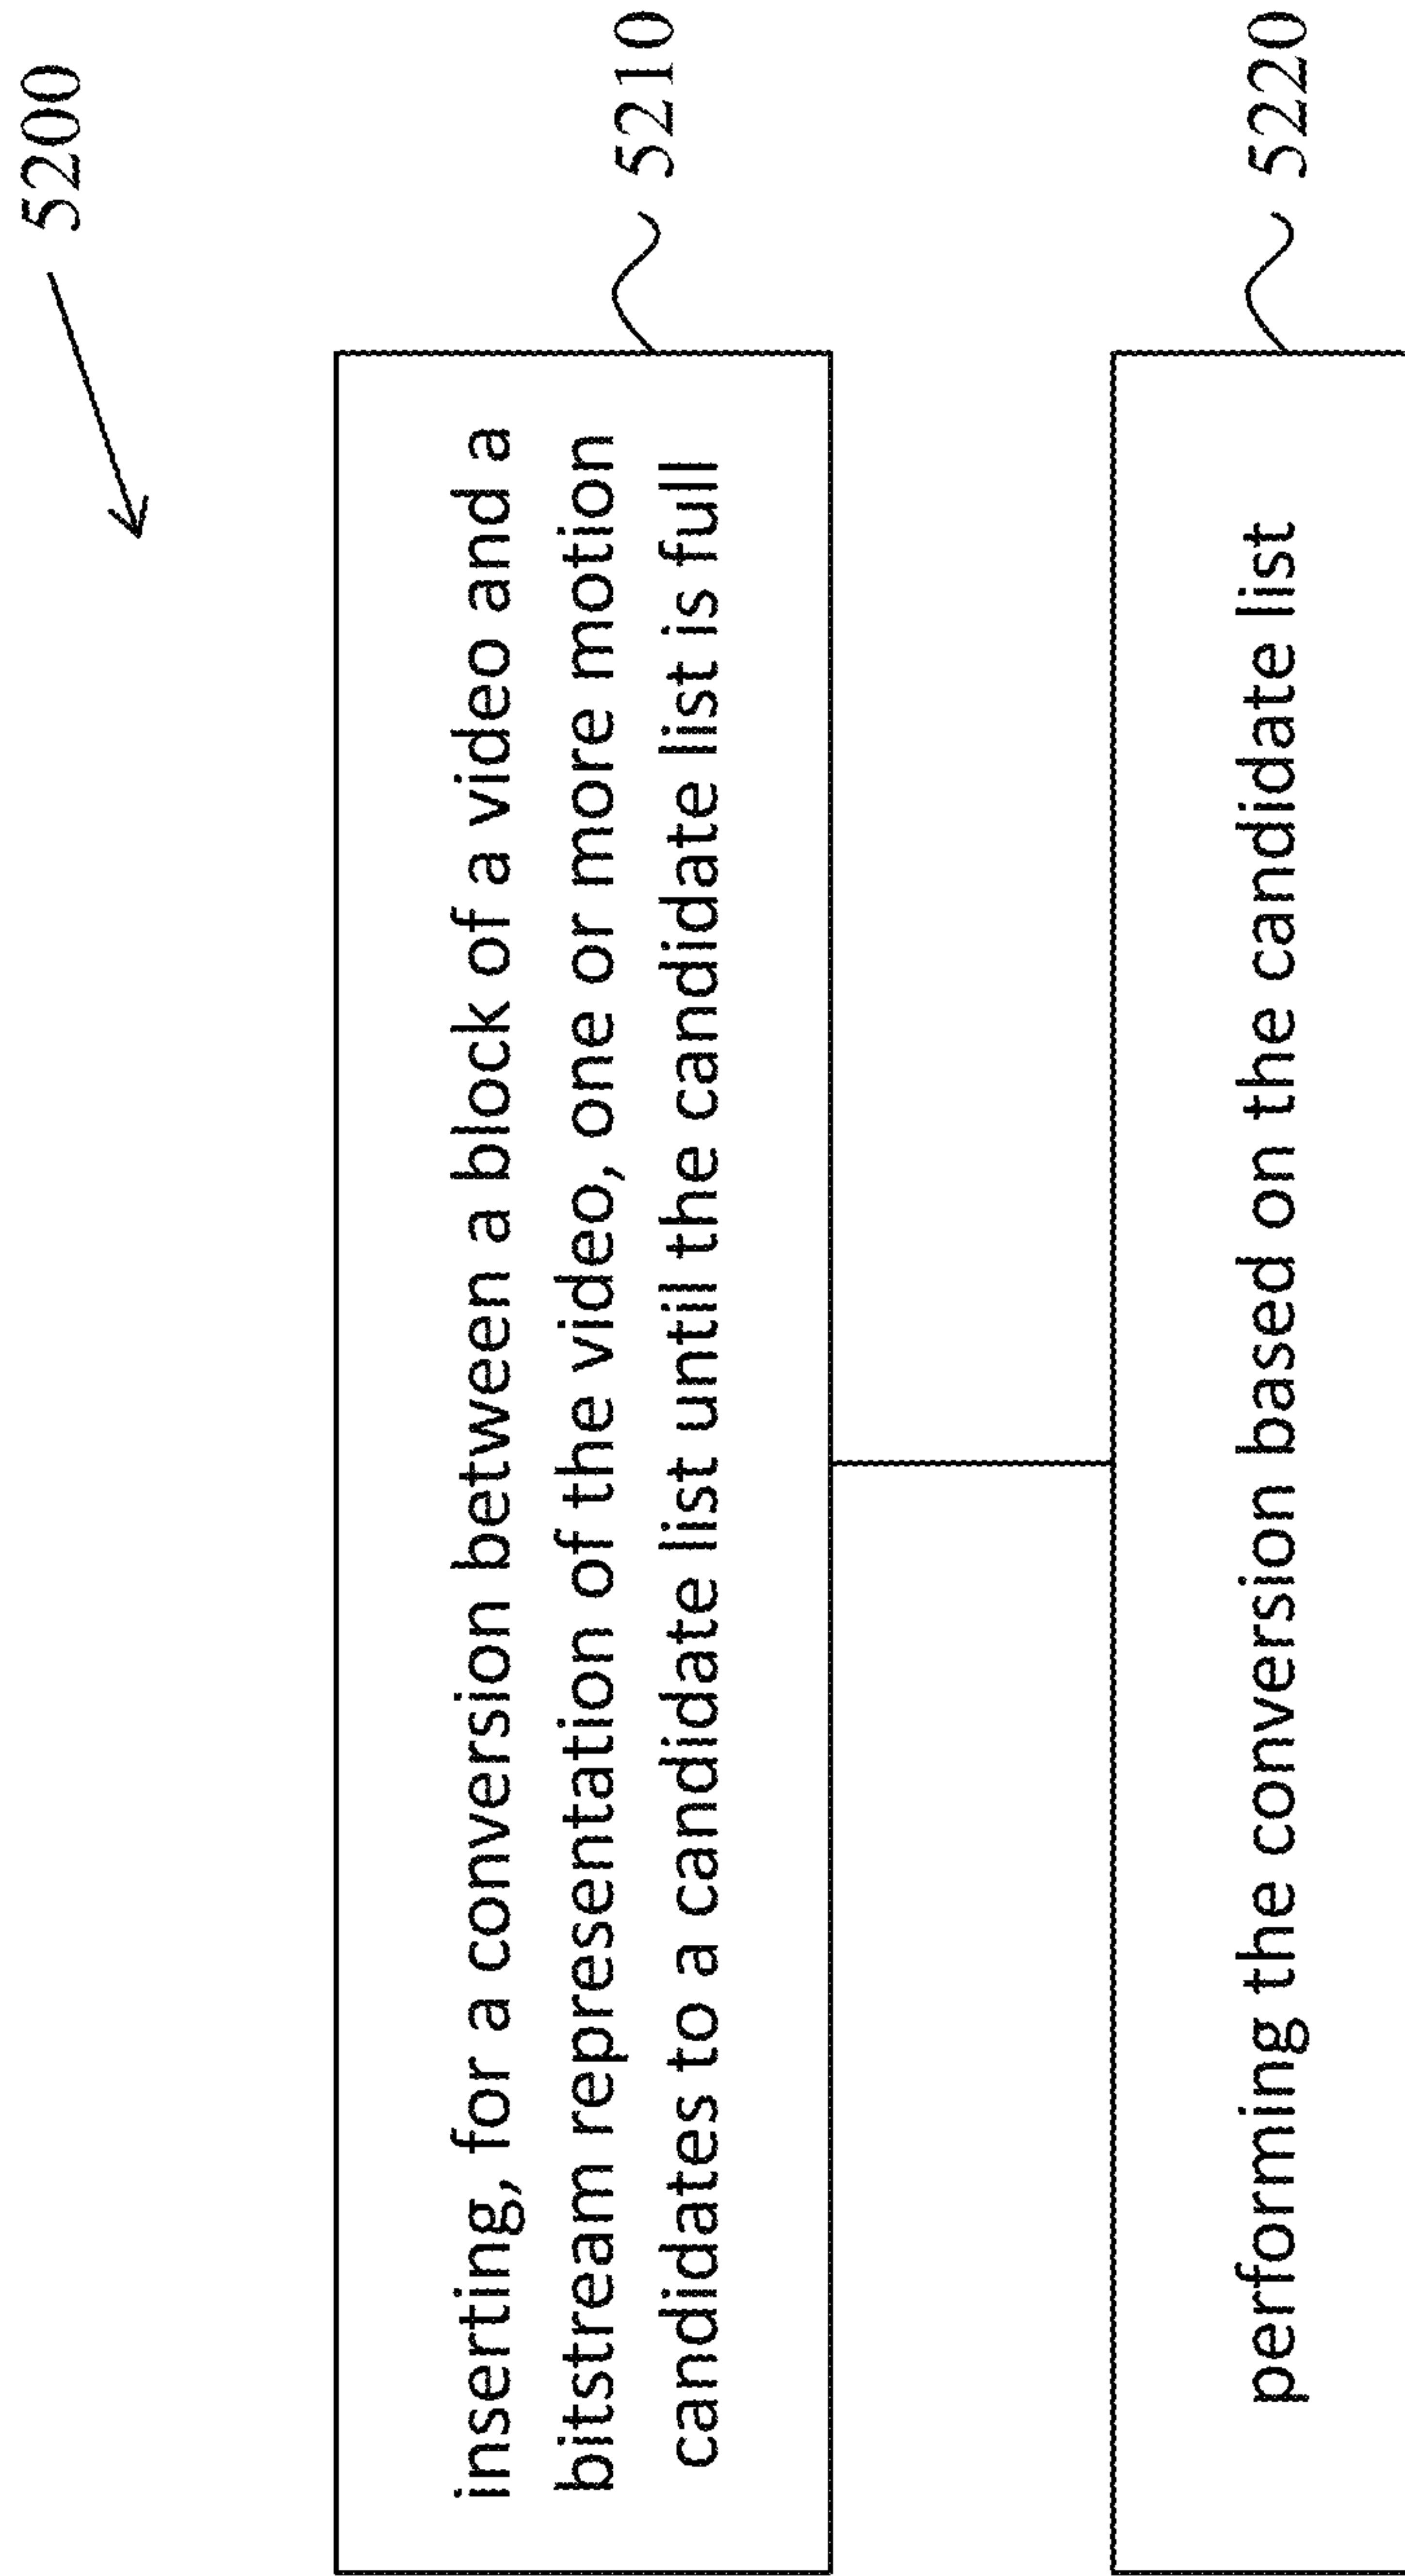 5200
inserting, for a conversion between a block of a video and a
bitstream representation of the video, one or more motion
candidates to a candidate list until the candidate list is full
5210
performing the conversion based on the candidate list
5220